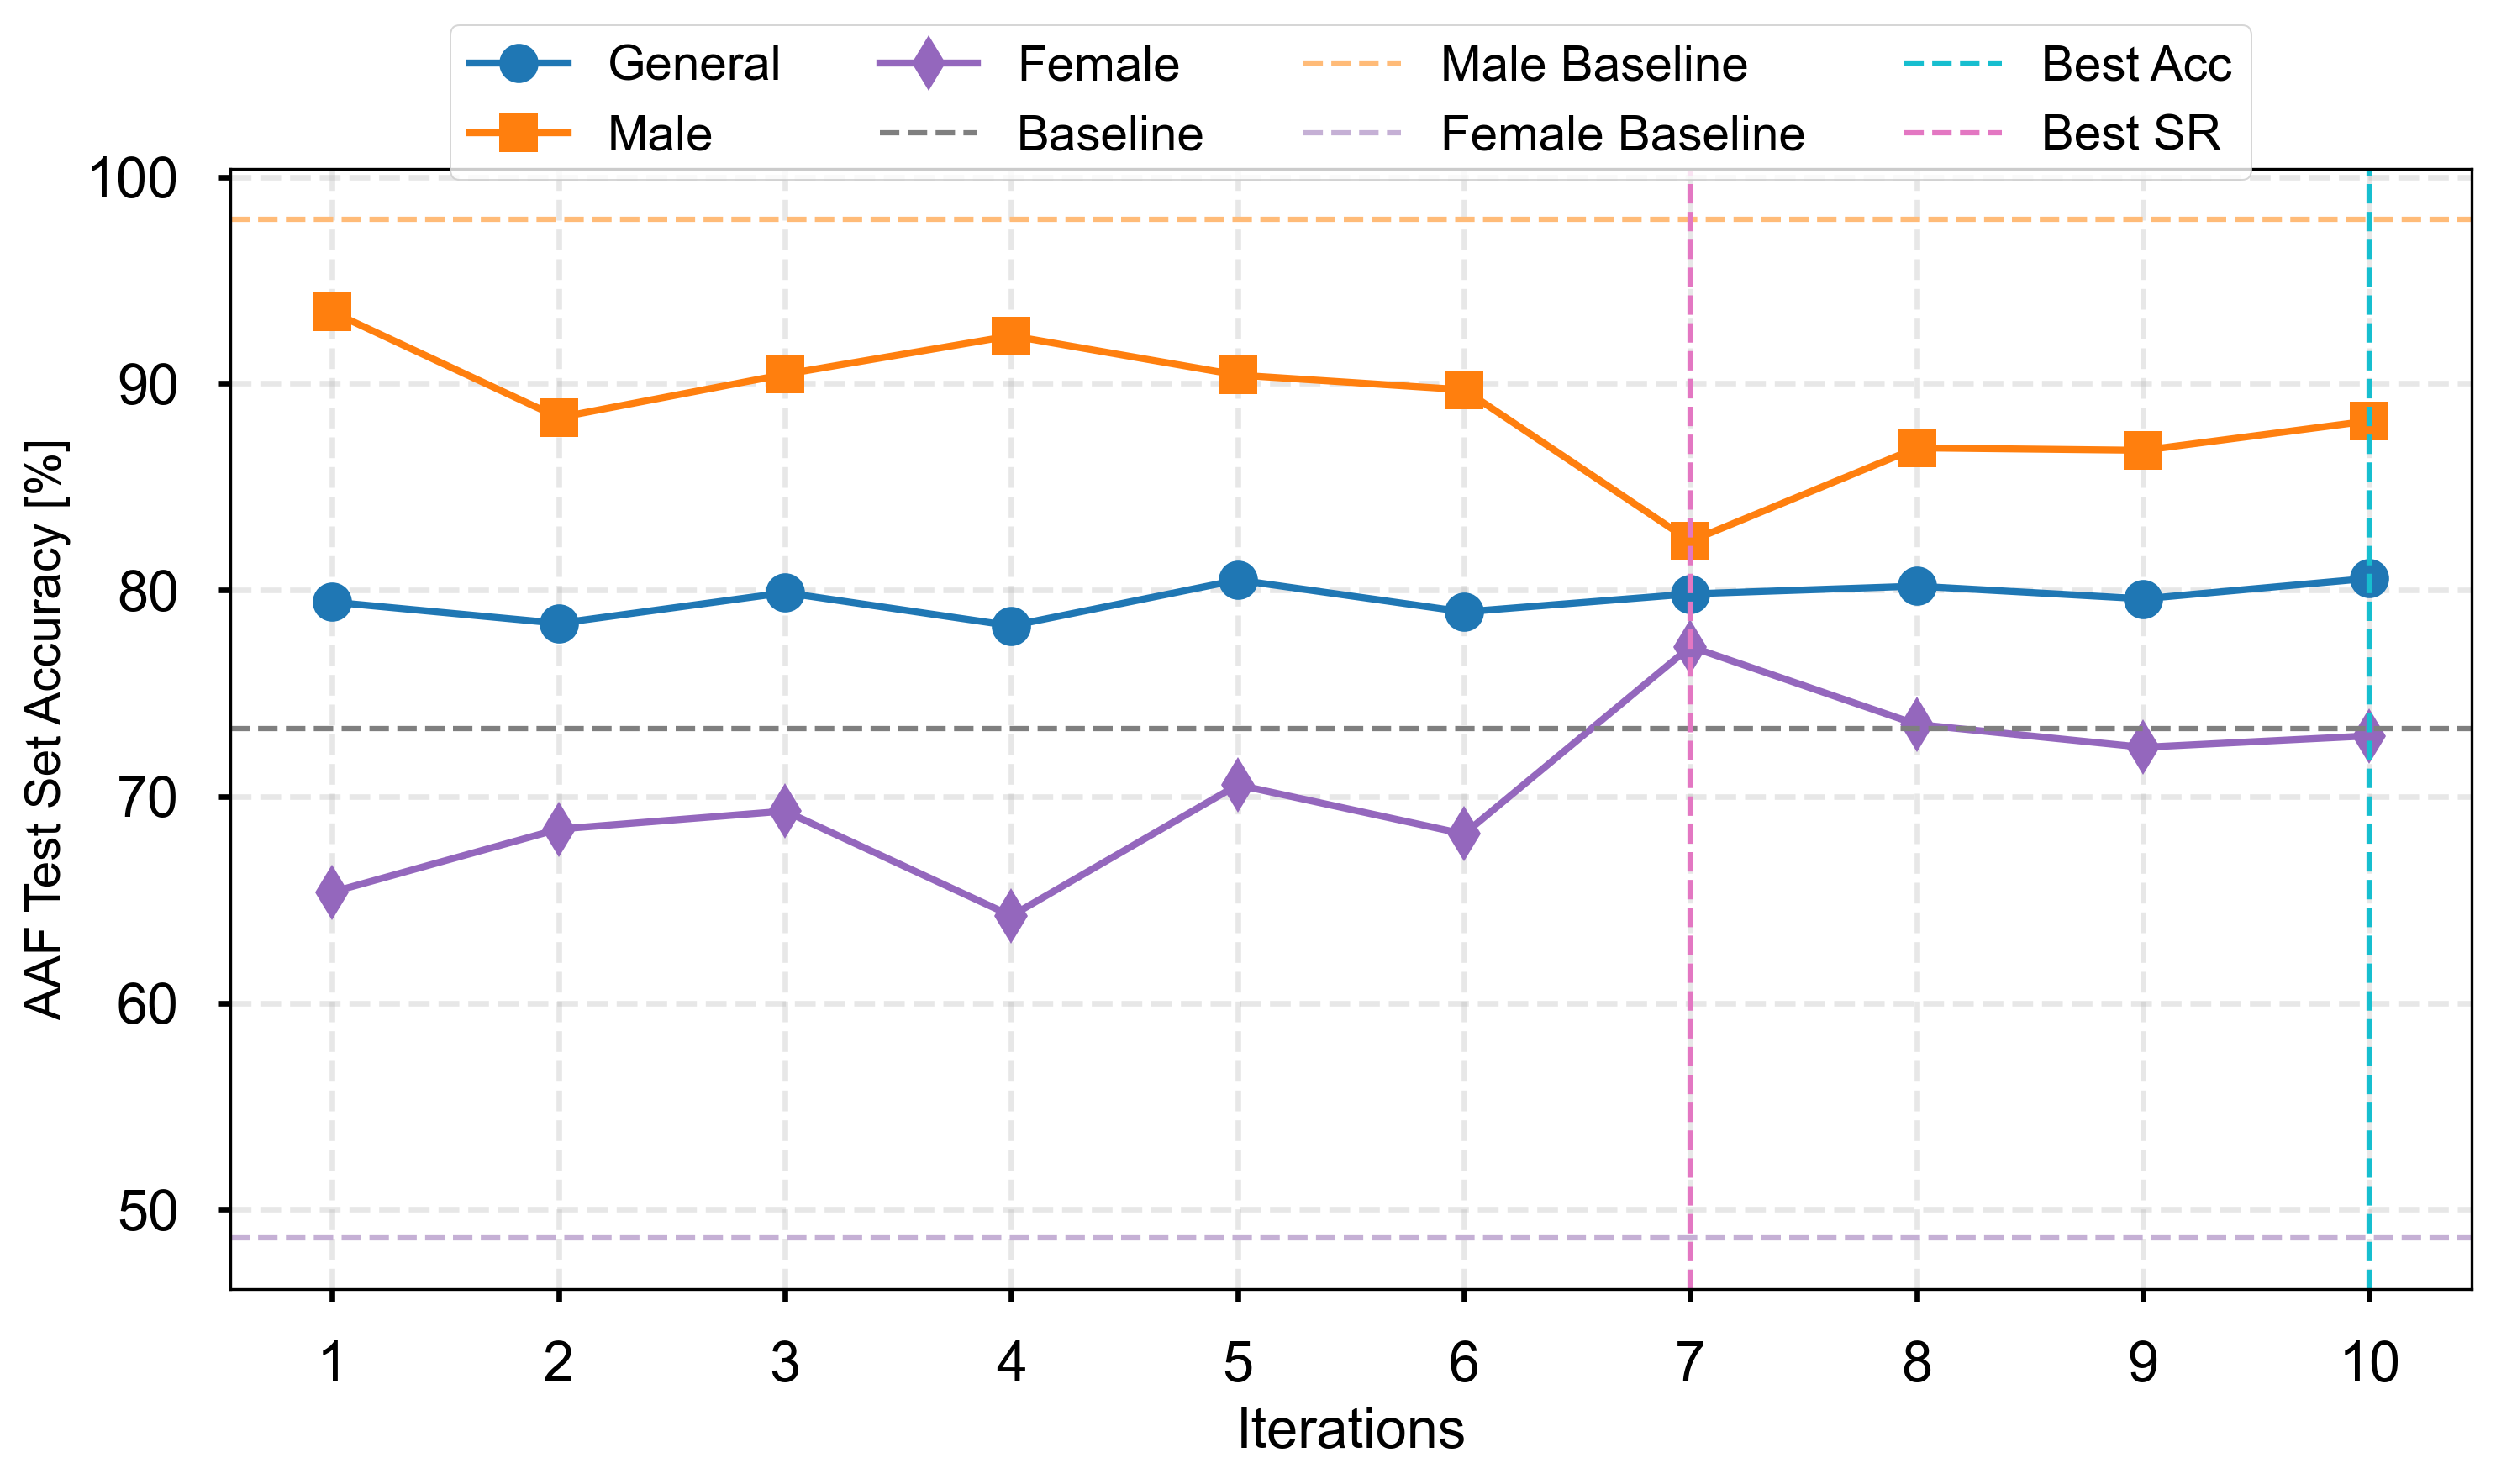 General
Male
Female
Baseline
Male Baseline
Female Baseline
Best Acc
Best SR
100
90
80
70
60
50
AAF Test Set Accuracy [%]
1 2 3 4 5 6 7 8 9 10
Iterations